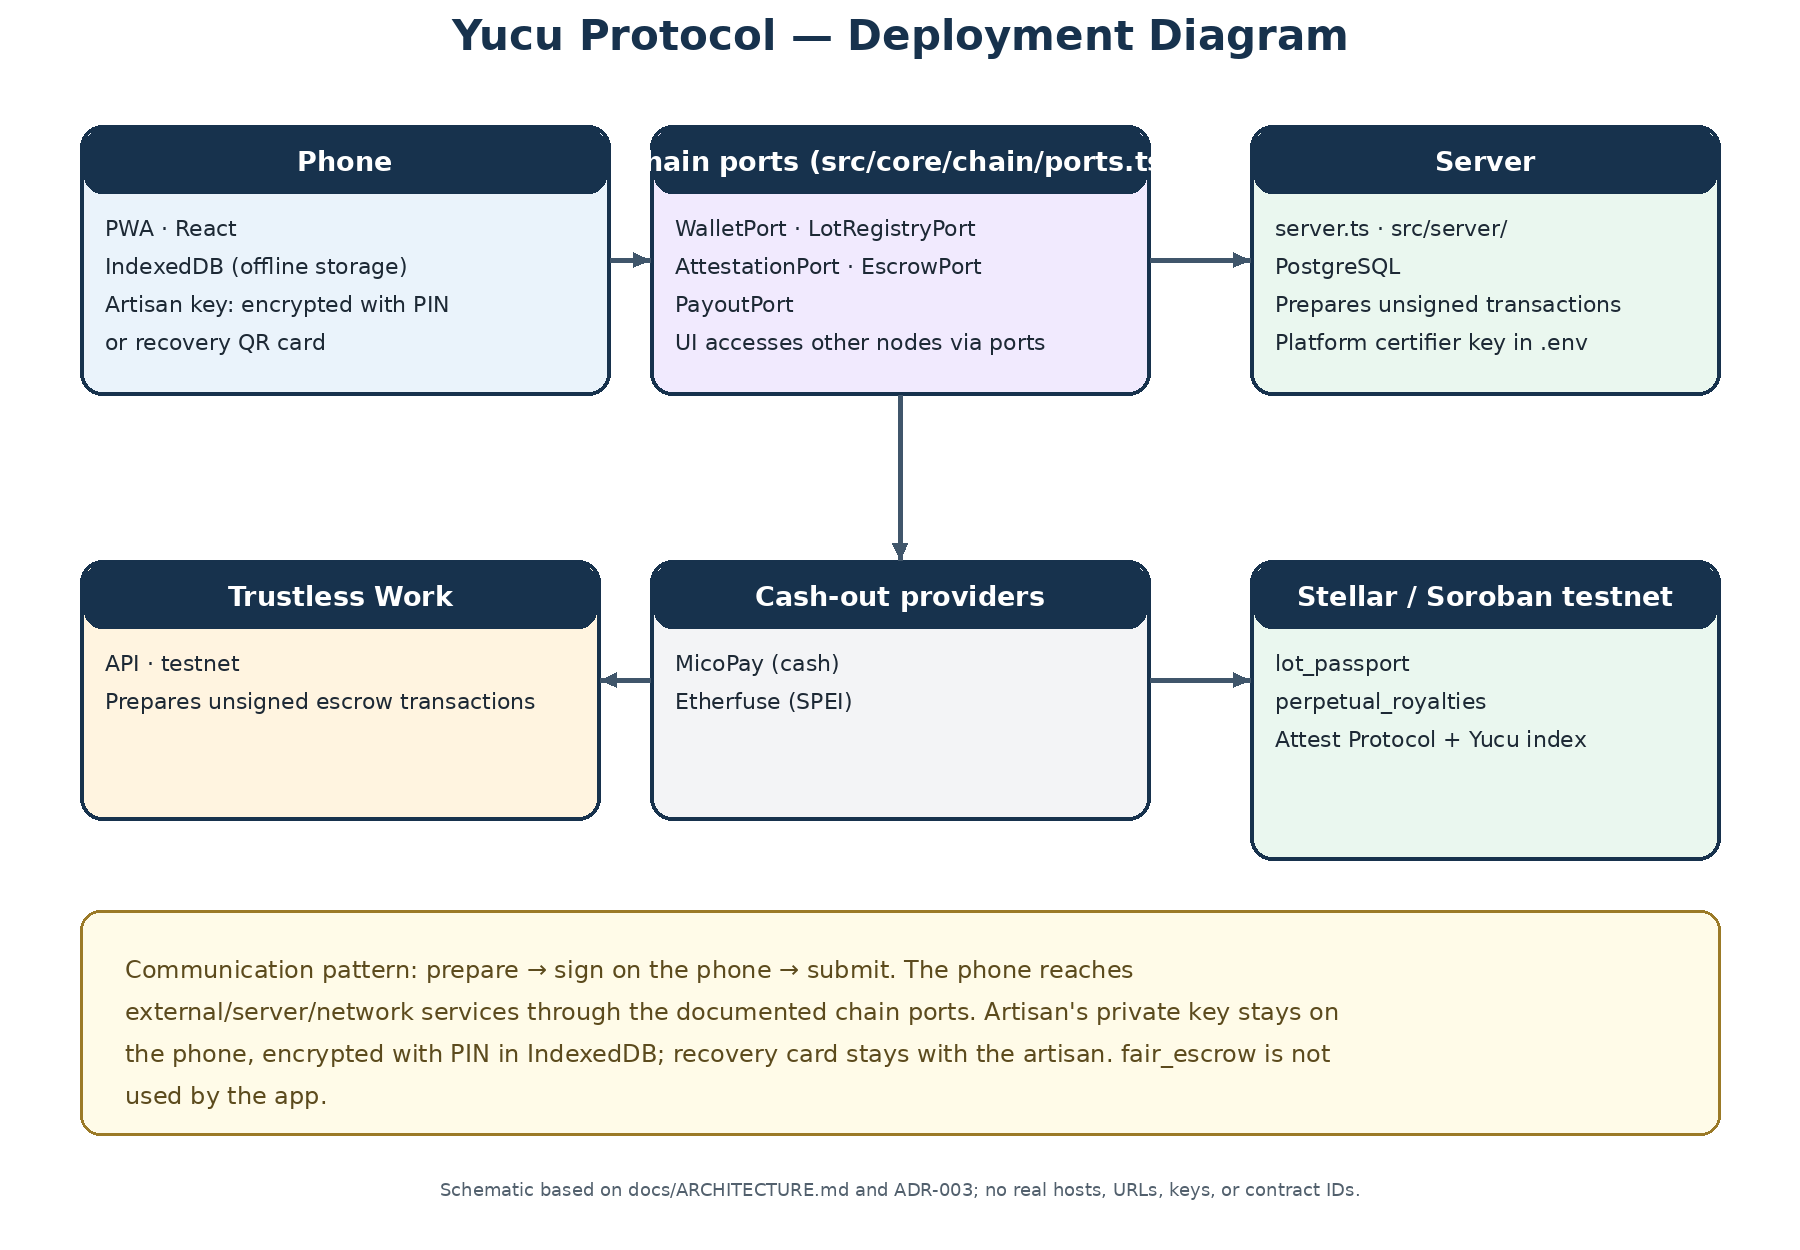 Yucu Protocol — Deployment Diagram
Phone
PWA · React
IndexedDB (offline storage)
Artisan key: encrypted with PIN
or recovery QR card
hain ports (src/core/chain/ports.ts
WalletPort · LotRegistryPort
AttestationPort · EscrowPort
PayoutPort
UI accesses other nodes via ports
Server
server.ts · src/server/
PostgreSQL
Prepares unsigned transactions
Platform certifier key in .env
Trustless Work
API · testnet
Prepares unsigned escrow transactions
Cash-out providers
MicoPay (cash)
Etherfuse (SPEI)
Stellar / Soroban testnet
lot_passport
perpetual_royalties
Attest Protocol + Yucu index
Communication pattern: prepare → sign on the phone → submit. The phone reaches
external/server/network services through the documented chain ports. Artisan's private key stays on
the phone, encrypted with PIN in IndexedDB; recovery card stays with the artisan. fair_escrow is not
used by the app.
Schematic based on docs/ARCHITECTURE.md and ADR-003; no real hosts, URLs, keys, or contract IDs.